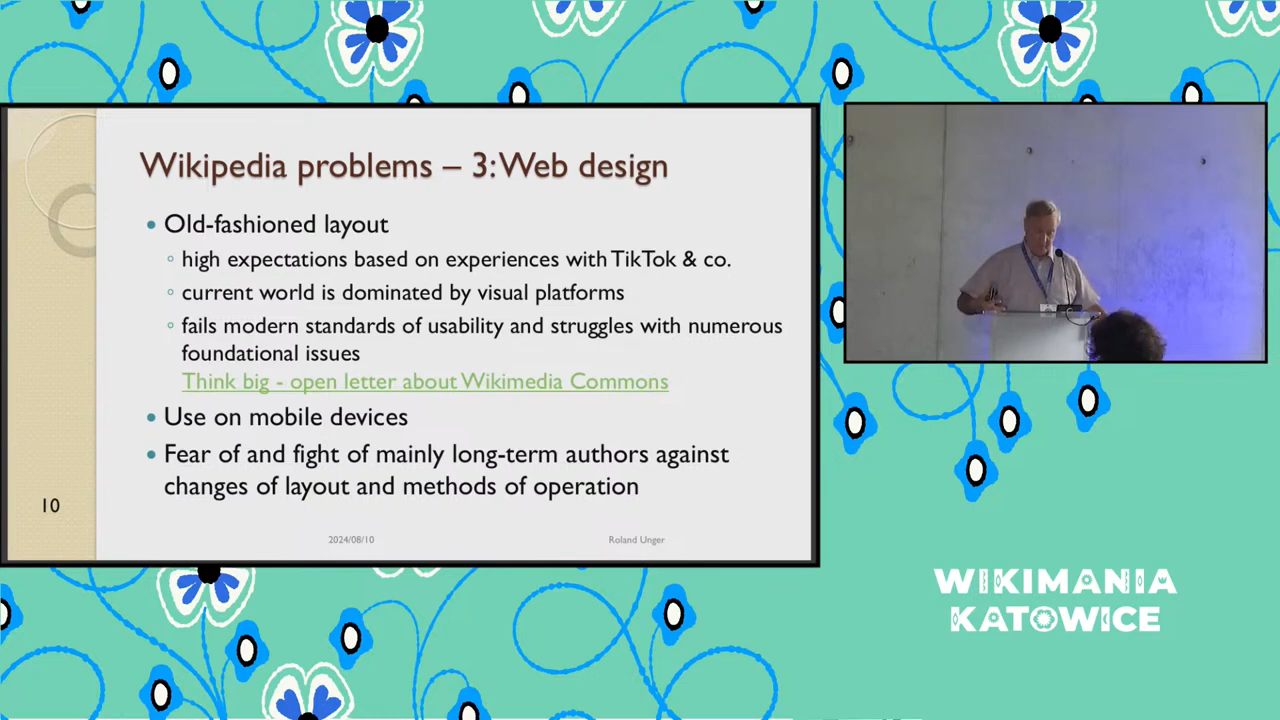 Wikipedia problems – 3: Web design
Old-fashioned layout
high expectations based on experiences with TikTok & co.
current world is dominated by visual platforms
fails modern standards of usability and struggles with numerous
foundational issues
Think big - open letter about Wikimedia Commons
Use on mobile devices
Fear of and fight of mainly long-term authors against
changes of layout and methods of operation
10
2024/08/10
Roland Unger
WIKIMANIA
KATOWICE